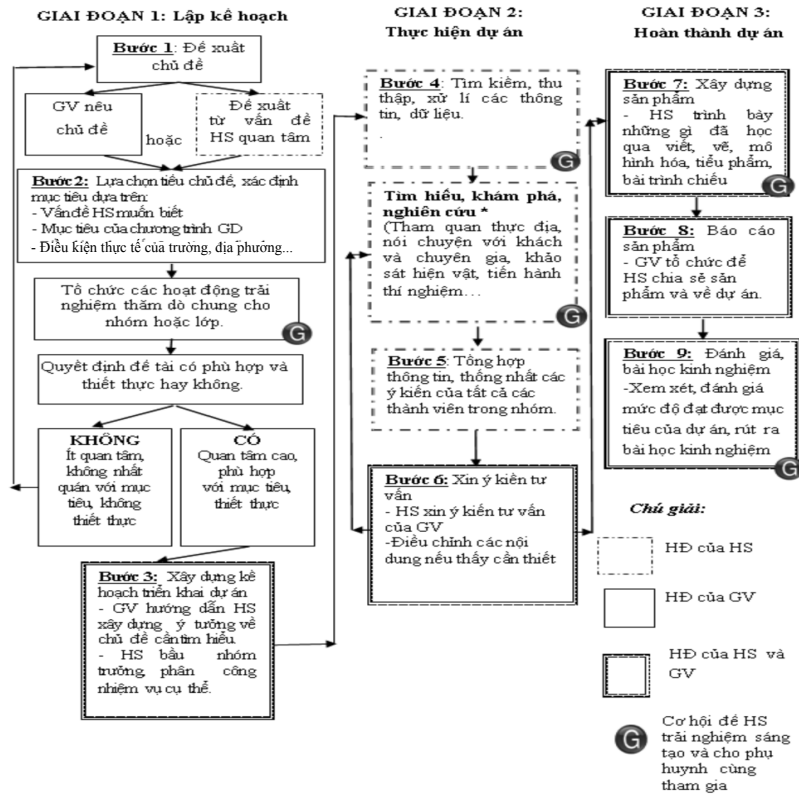 GIAI ĐOẠN 1: Lập kế hoạch
Bước 1: Đề xuất
chủ đề
GV nêu
chủ đề
hoặc
Đề xuất
từ vấn đề
HS quan tâm
Bước 2: Lựa chọn tiểu chủ đề, xác định
mục tiêu dựa trên:
- Vấn đề HS muốn biết
- Mục tiêu của chương trình GD
- Điều kiện thực tế của trường, địa phương...
Tổ chức các hoạt động trải
nghiệm thăm dò chung cho
nhóm hoặc lớp.
G
Quyết định đề tài có phù hợp và
thiết thực hay không.
KHÔNG
Ít quan tâm,
không nhất
quán với mục
tiêu, không
thiết thực
CÓ
Quan tâm cao,
phù hợp
với mục tiêu,
thiết thực
Bước 3: Xây dựng kế
hoạch triển khai dự án
- GV hướng dẫn HS
xây dựng ý tưởng về
chủ đề cần tìm hiểu.
- HS bầu nhóm
trưởng, phân công
nhiệm vụ cụ thể.
GIAI ĐOẠN 2:
Thực hiện dự án
Bước 4: Tìm kiếm, thu
thập, xử lí các thông
tin, dữ liệu.
.
G
Tìm hiểu, khám phá,
nghiên cứu *
(Tham quan thực địa,
nói chuyện với khách
và chuyên gia, khảo
sát hiện vật, tiến hành
thí nghiệm…
G
Bước 5: Tổng hợp
thông tin, thống nhất các
ý kiến của tất cả các
thành viên trong nhóm.
Bước 6: Xin ý kiến tư
vấn
- HS xin ý kiến tư vấn
của GV
-Điều chỉnh các nội
dung nếu thấy cần thiết
GIAI ĐOẠN 3:
Hoàn thành dự án
Bước 7: Xây dựng
sản phẩm
- HS trình bày
những gì đã học
qua viết, vẽ, mô
hình hóa, tiểu phẩm,
bài trình chiếu
G
Bước 8: Báo cáo
sản phẩm
- GV tổ chức để
HS chia sẻ sản
phẩm và về dự án.
Bước 9: Đánh giá,
bài học kinh nghiệm
-Xem xét, đánh giá
mức độ đạt được mục
tiêu của dự án, rút ra
bài học kinh nghiệm
G
Chú giải:
HĐ của HS
HĐ của GV
HĐ của HS và
GV
G
Cơ hội để HS
trải nghiệm sáng
tạo và cho phụ
huynh cùng
tham gia